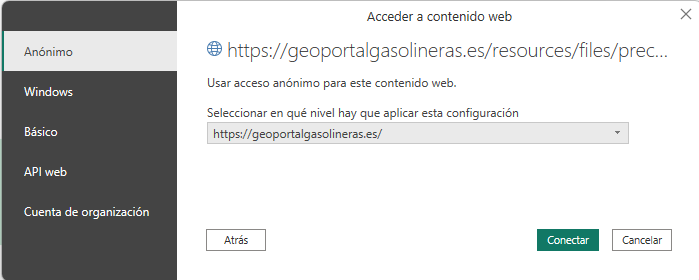 Acceder a contenido web
Anónimo
Windows
Básico
API web
Cuenta de organización
https://geoportalgasolineras.es/resources/files/prec...
Usar acceso anónimo para este contenido web.
Seleccionar en qué nivel hay que aplicar esta configuración
https://geoportalgasolineras.es/
Atrás
Conectar
Cancelar